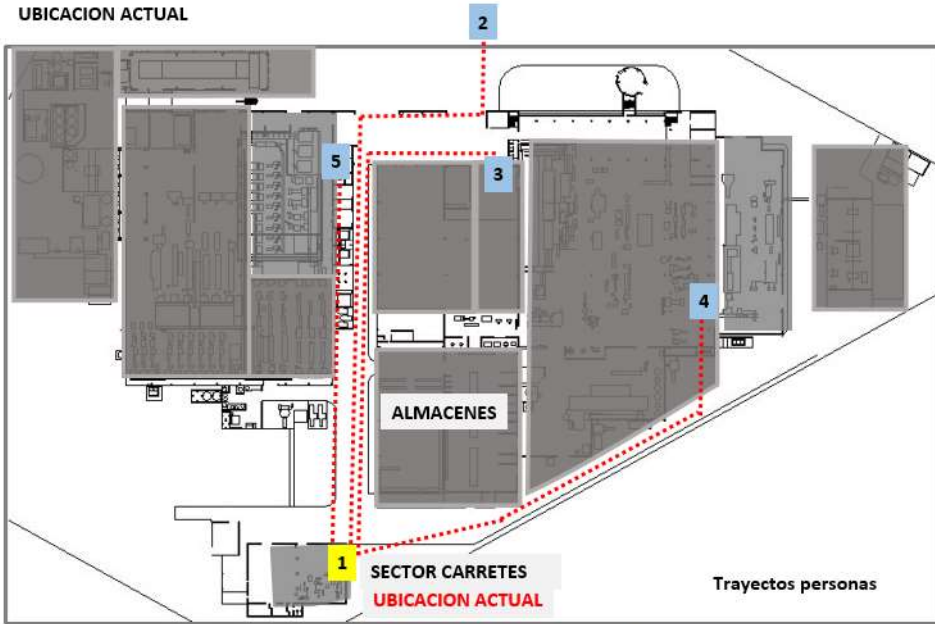 UBICACION ACTUAL
2
5
3
4
ALMACENES
1
SECTOR CARRETES
UBICACION ACTUAL
Trayectos personas